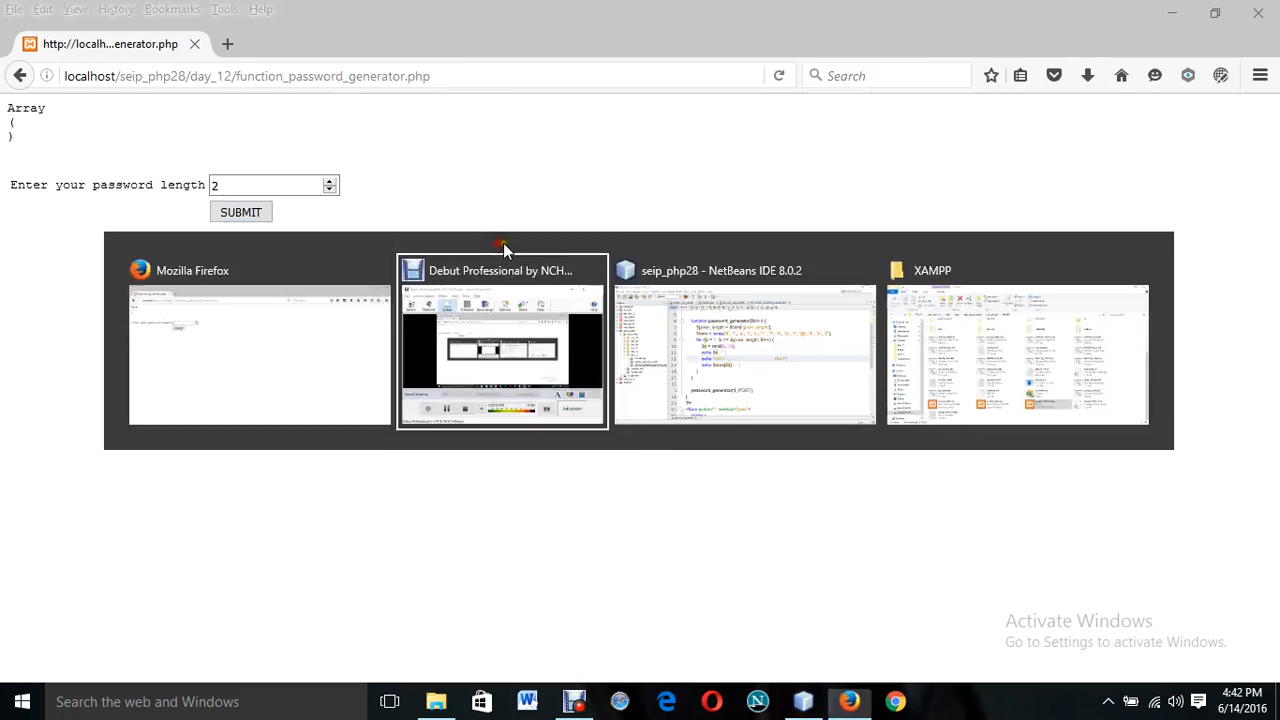 File Edit View History Bookmarks Tools Help
http://localh...enerator.php
localhost/seip_php28/day_12/function_password_generator.php
Search
Array
(
)
Enter your password length 2
SUBMIT
Mozilla Firefox
Debut Professional by NCH...
seip_php28 - NetBeans IDE 8.0.2
XAMPP
Activate Windows
Go to Settings to activate Windows.
Search the web and Windows
4:42 PM
6/14/2016